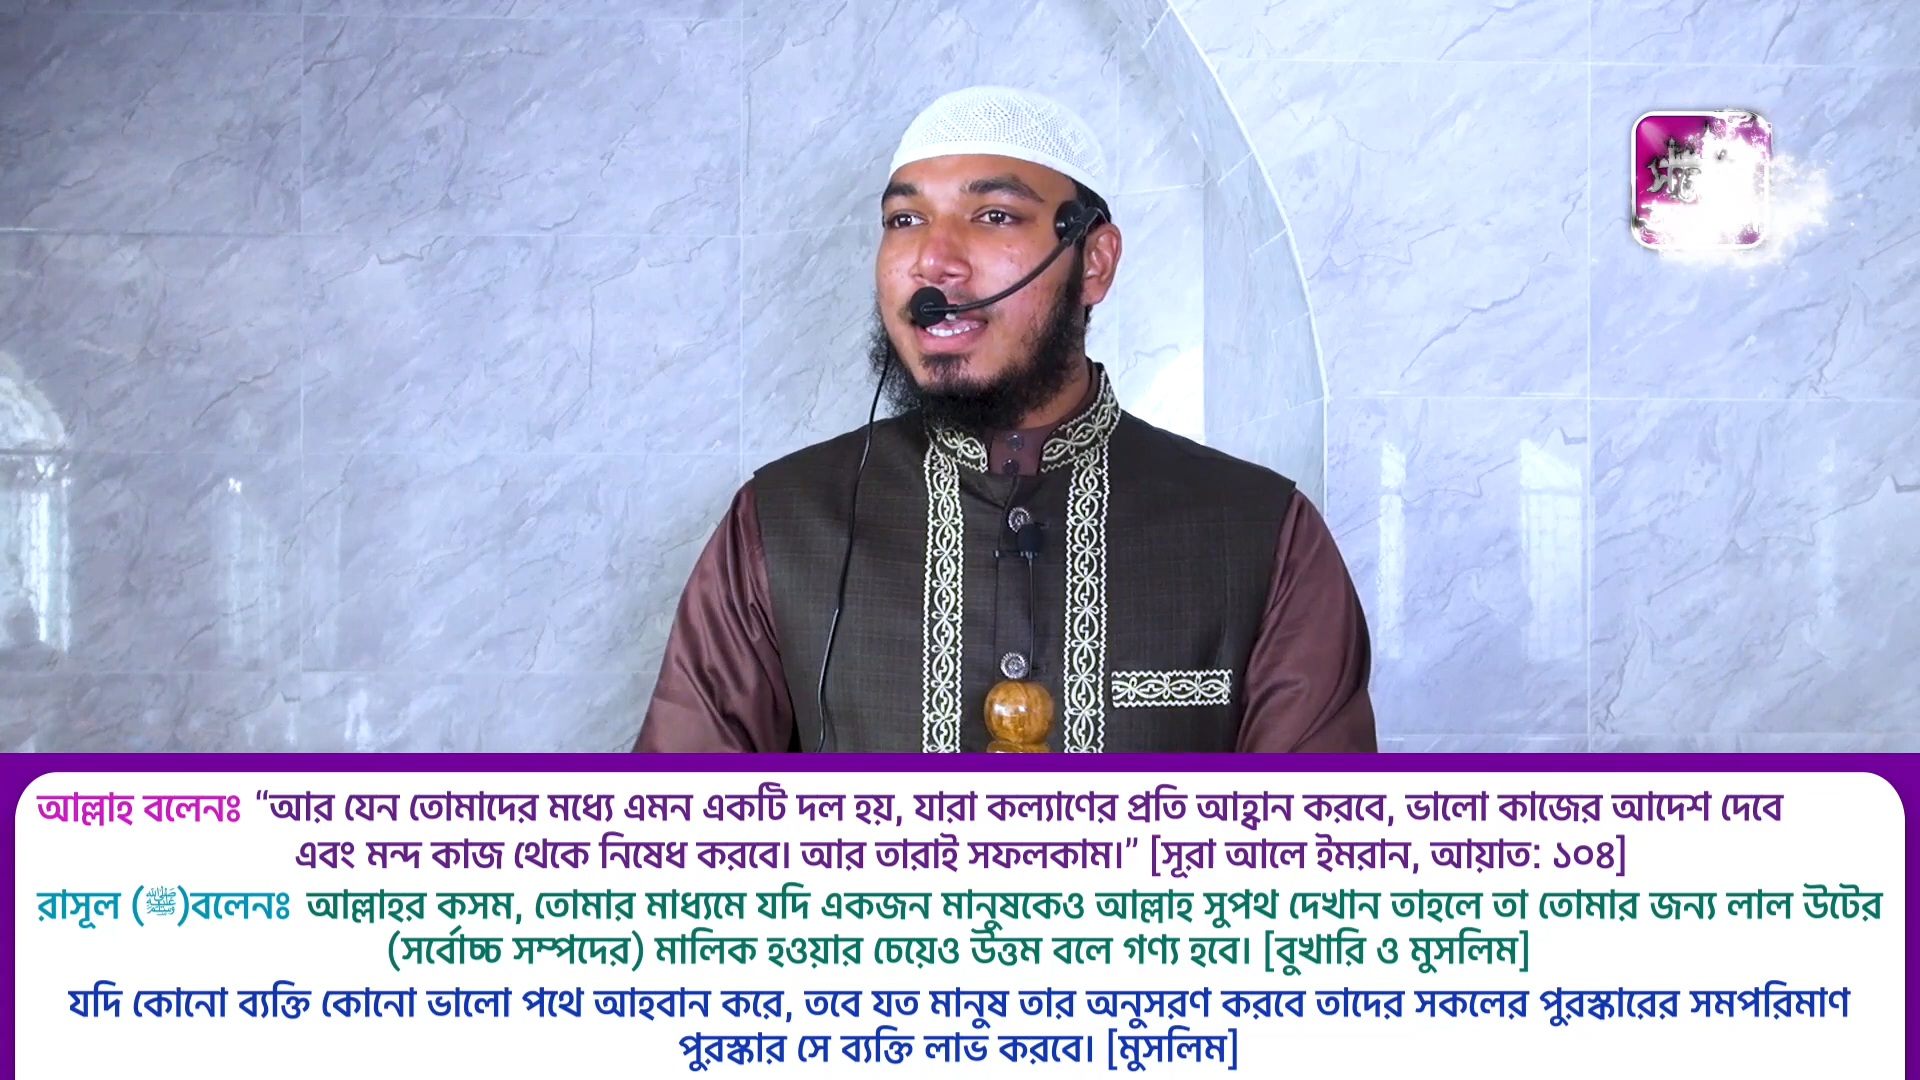 আল্লাহ বলেনঃ “আর যেন তোমাদের মধ্যে এমন একটি দল হয়, যারা কল্যাণের প্রতি আহ্বান করবে, ভালো কাজের আদেশ দেবে
এবং মন্দ কাজ থেকে নিষেধ করবে। আর তারাই সফলকাম।” [সূরা আলে ইমরান, আয়াত: ১০৪]
রাসূল (ﷺ)বলেনঃ আল্লাহর কসম, তোমার মাধ্যমে যদি একজন মানুষকেও আল্লাহ সুপথ দেখান তাহলে তা তোমার জন্য লাল উটের
(সর্বোচ্চ সম্পদের) মালিক হওয়ার চেয়েও উত্তম বলে গণ্য হবে। [বুখারি ও মুসলিম]
যদি কোনো ব্যক্তি কোনো ভালো পথে আহবান করে, তবে যত মানুষ তার অনুসরণ করবে তাদের সকলের পুরস্কারের সমপরিমাণ
পুরস্কার সে ব্যক্তি লাভ করবে। [মুসলিম]